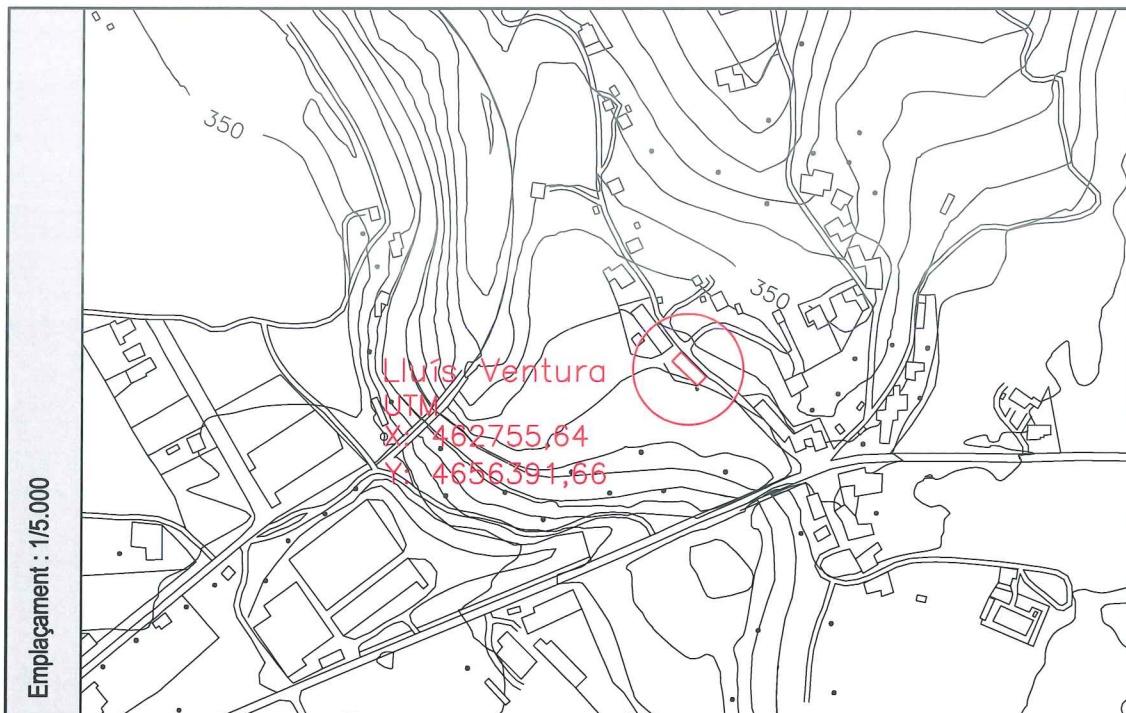 Emplaçament : 1/5.000
350
350
Lluís Ventura
UTM
X: 462755,64
Y: 4656391,66